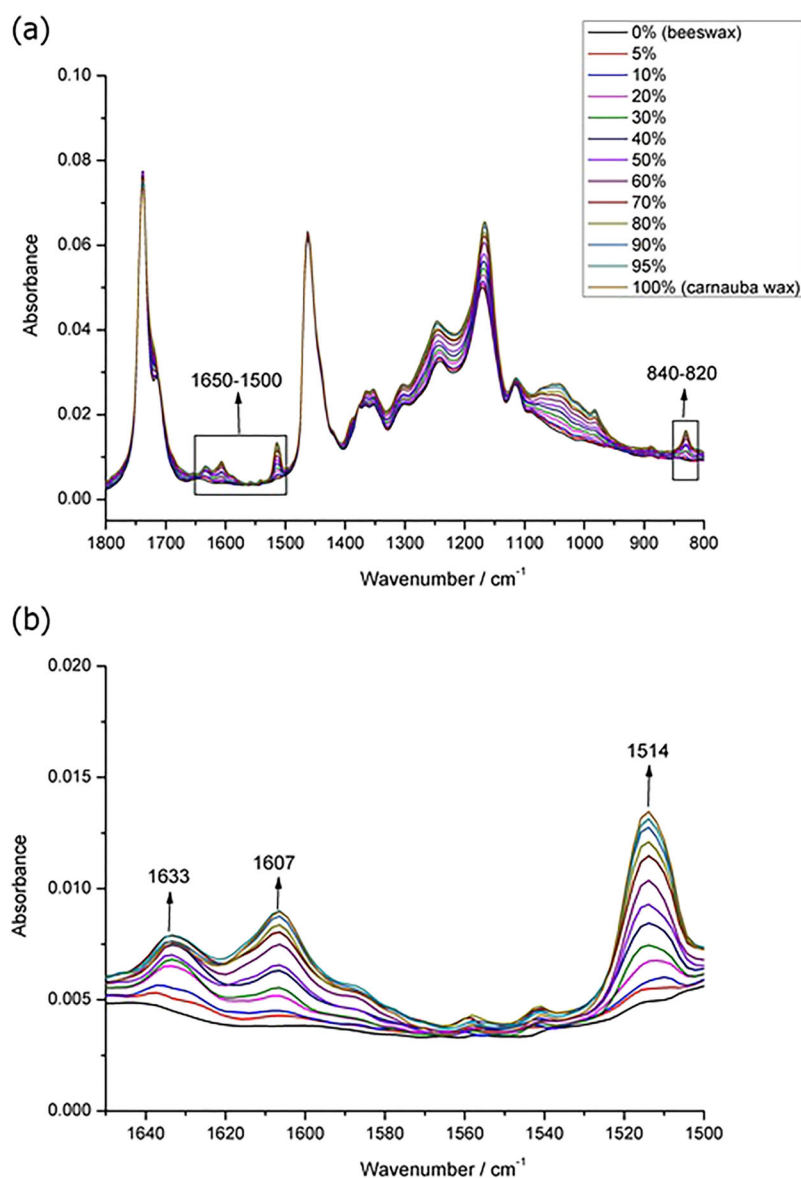 (a)
0% (beeswax)
5%
10%
20%
30%
40%
50%
60%
70%
80%
90%
95%
100% (carnauba wax)
0.10
0.08
0.06
0.04
0.02
0.00
Absorbance
1650-1500
840-820
1800 1700 1600 1500 1400 1300 1200 1100 1000 900 800
Wavenumber / cm⁻¹
(b)
0.020
0.015
0.010
0.005
0.000
Absorbance
1633
1607
1514
1640 1620 1600 1580 1560 1540 1520 1500
Wavenumber / cm⁻¹